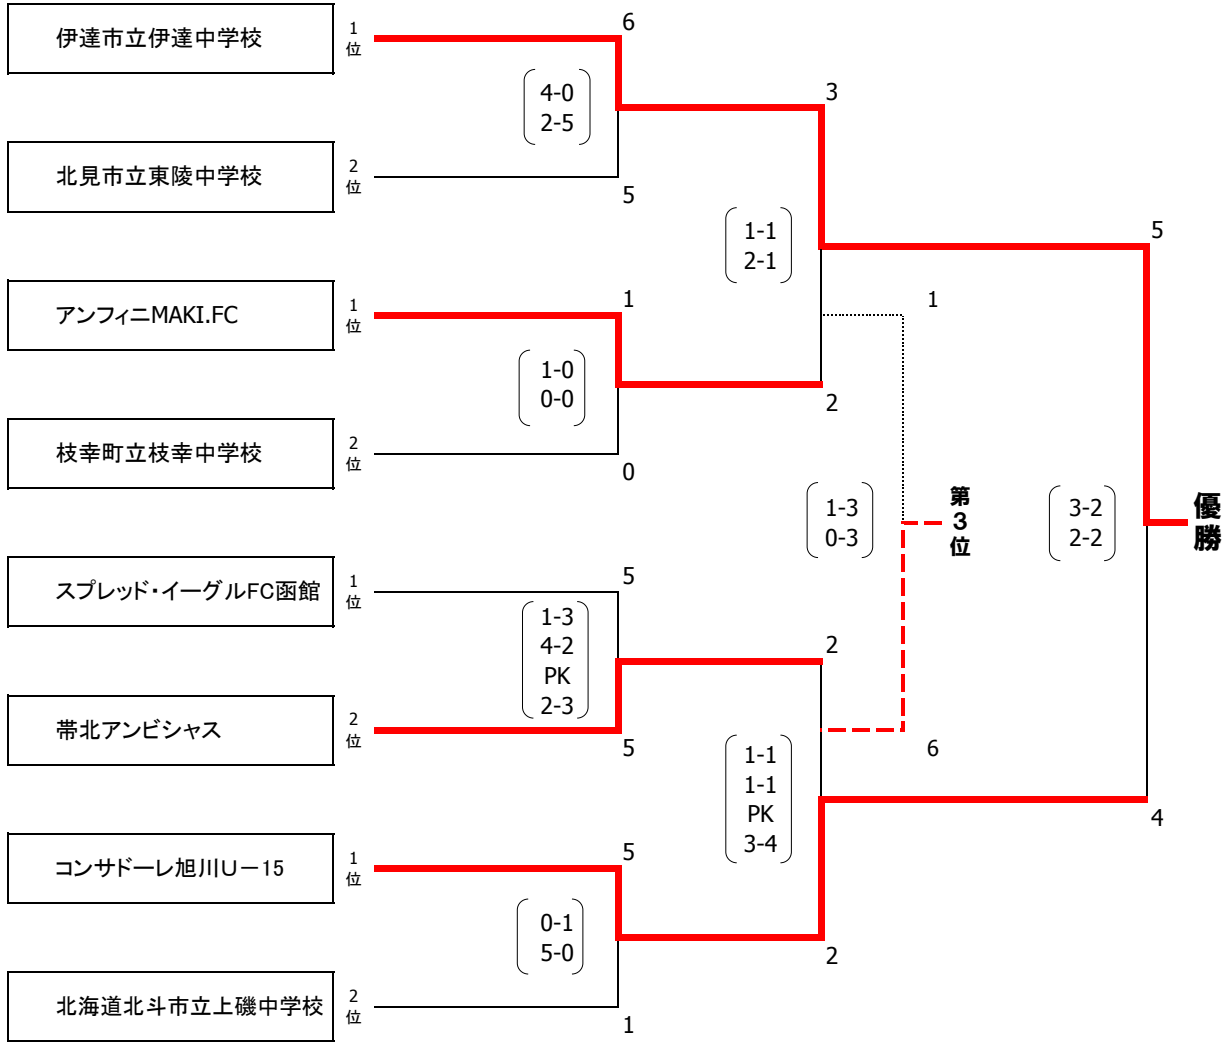 伊達市立伊達中学校
1位
6
4-0
2-5
3
北見市立東陵中学校
2位
5
1-1
2-1
5
アンフィニMAKI.FC
1位
1
1
1-0
0-0
2
枝幸町立枝幸中学校
2位
0
1-3
0-3
第3位
3-2
2-2
優勝
スプレッド・イーグルFC函館
1位
5
1-3
4-2
PK
2-3
2
帯北アンビシャス
2位
5
6
1-1
1-1
PK
3-4
4
コンサドーレ旭川U－15
1位
5
0-1
5-0
2
北海道北斗市立上磯中学校
2位
1